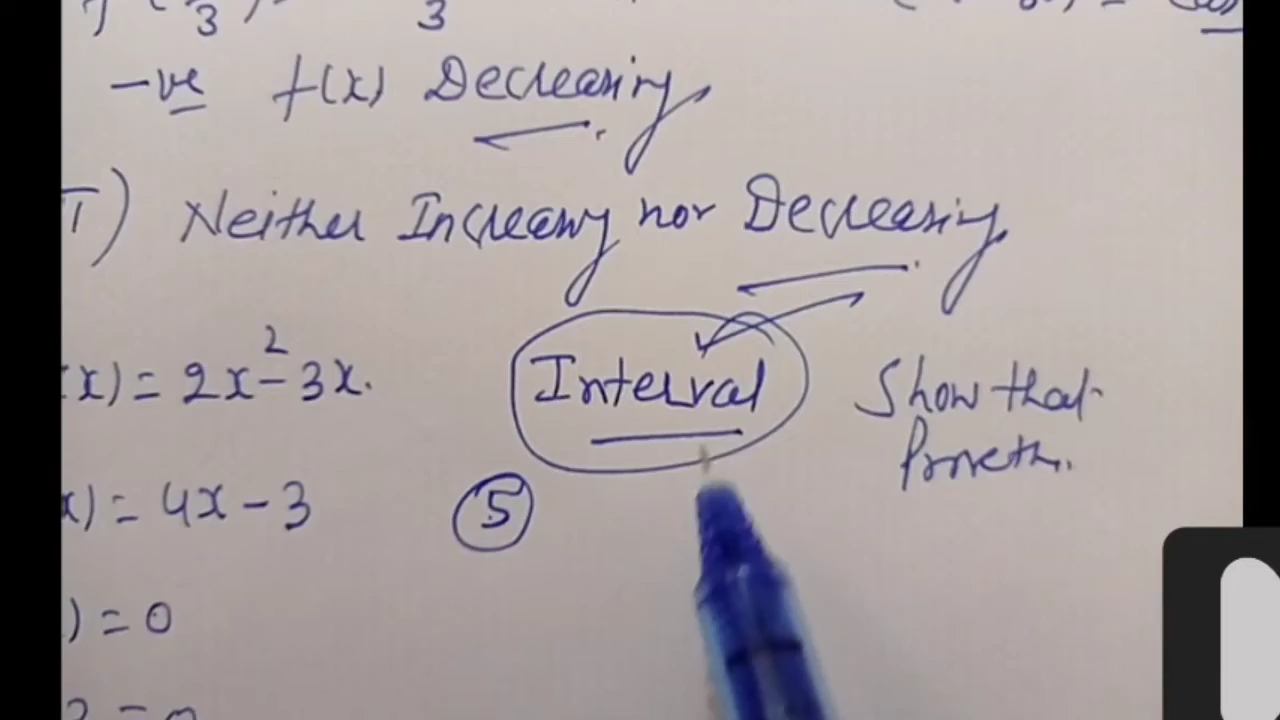 -ve f(x) Decreasing
I) Neither Increasing nor Decreasing
(x) = 2x²-3x.
Interval
Show that
x) = 4x - 3
5
) = 0